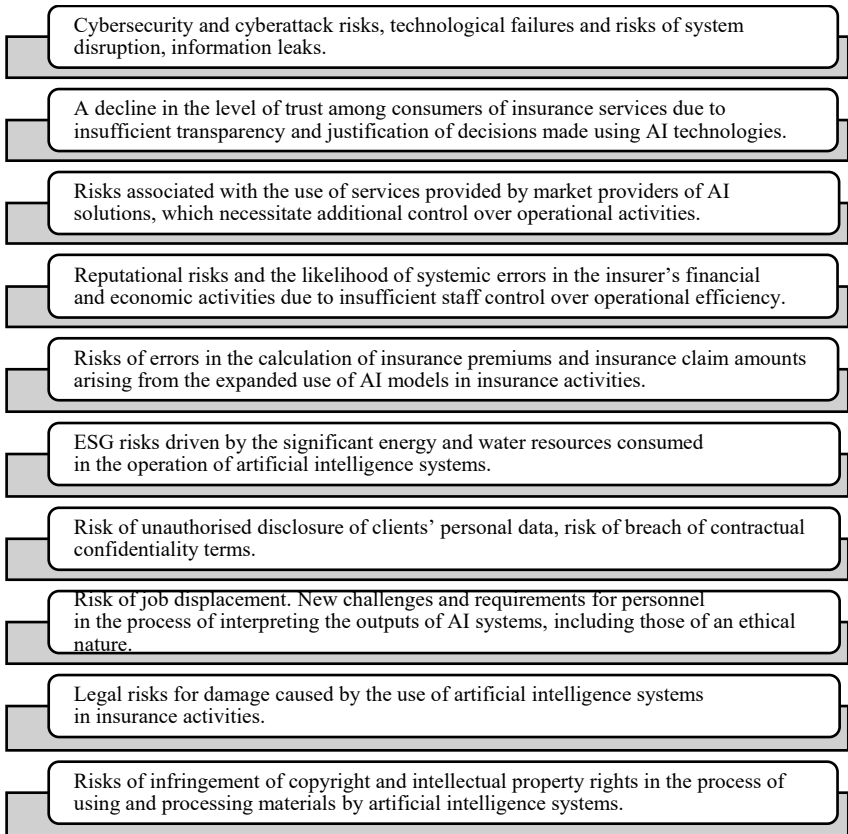 Cybersecurity and cyberattack risks, technological failures and risks of system
disruption, information leaks.
A decline in the level of trust among consumers of insurance services due to
insufficient transparency and justification of decisions made using AI technologies.
Risks associated with the use of services provided by market providers of AI
solutions, which necessitate additional control over operational activities.
Reputational risks and the likelihood of systemic errors in the insurer’s financial
and economic activities due to insufficient staff control over operational efficiency.
Risks of errors in the calculation of insurance premiums and insurance claim amounts
arising from the expanded use of AI models in insurance activities.
ESG risks driven by the significant energy and water resources consumed
in the operation of artificial intelligence systems.
Risk of unauthorised disclosure of clients’ personal data, risk of breach of contractual
confidentiality terms.
Risk of job displacement. New challenges and requirements for personnel
in the process of interpreting the outputs of AI systems, including those of an ethical
nature.
Legal risks for damage caused by the use of artificial intelligence systems
in insurance activities.
Risks of infringement of copyright and intellectual property rights in the process of
using and processing materials by artificial intelligence systems.